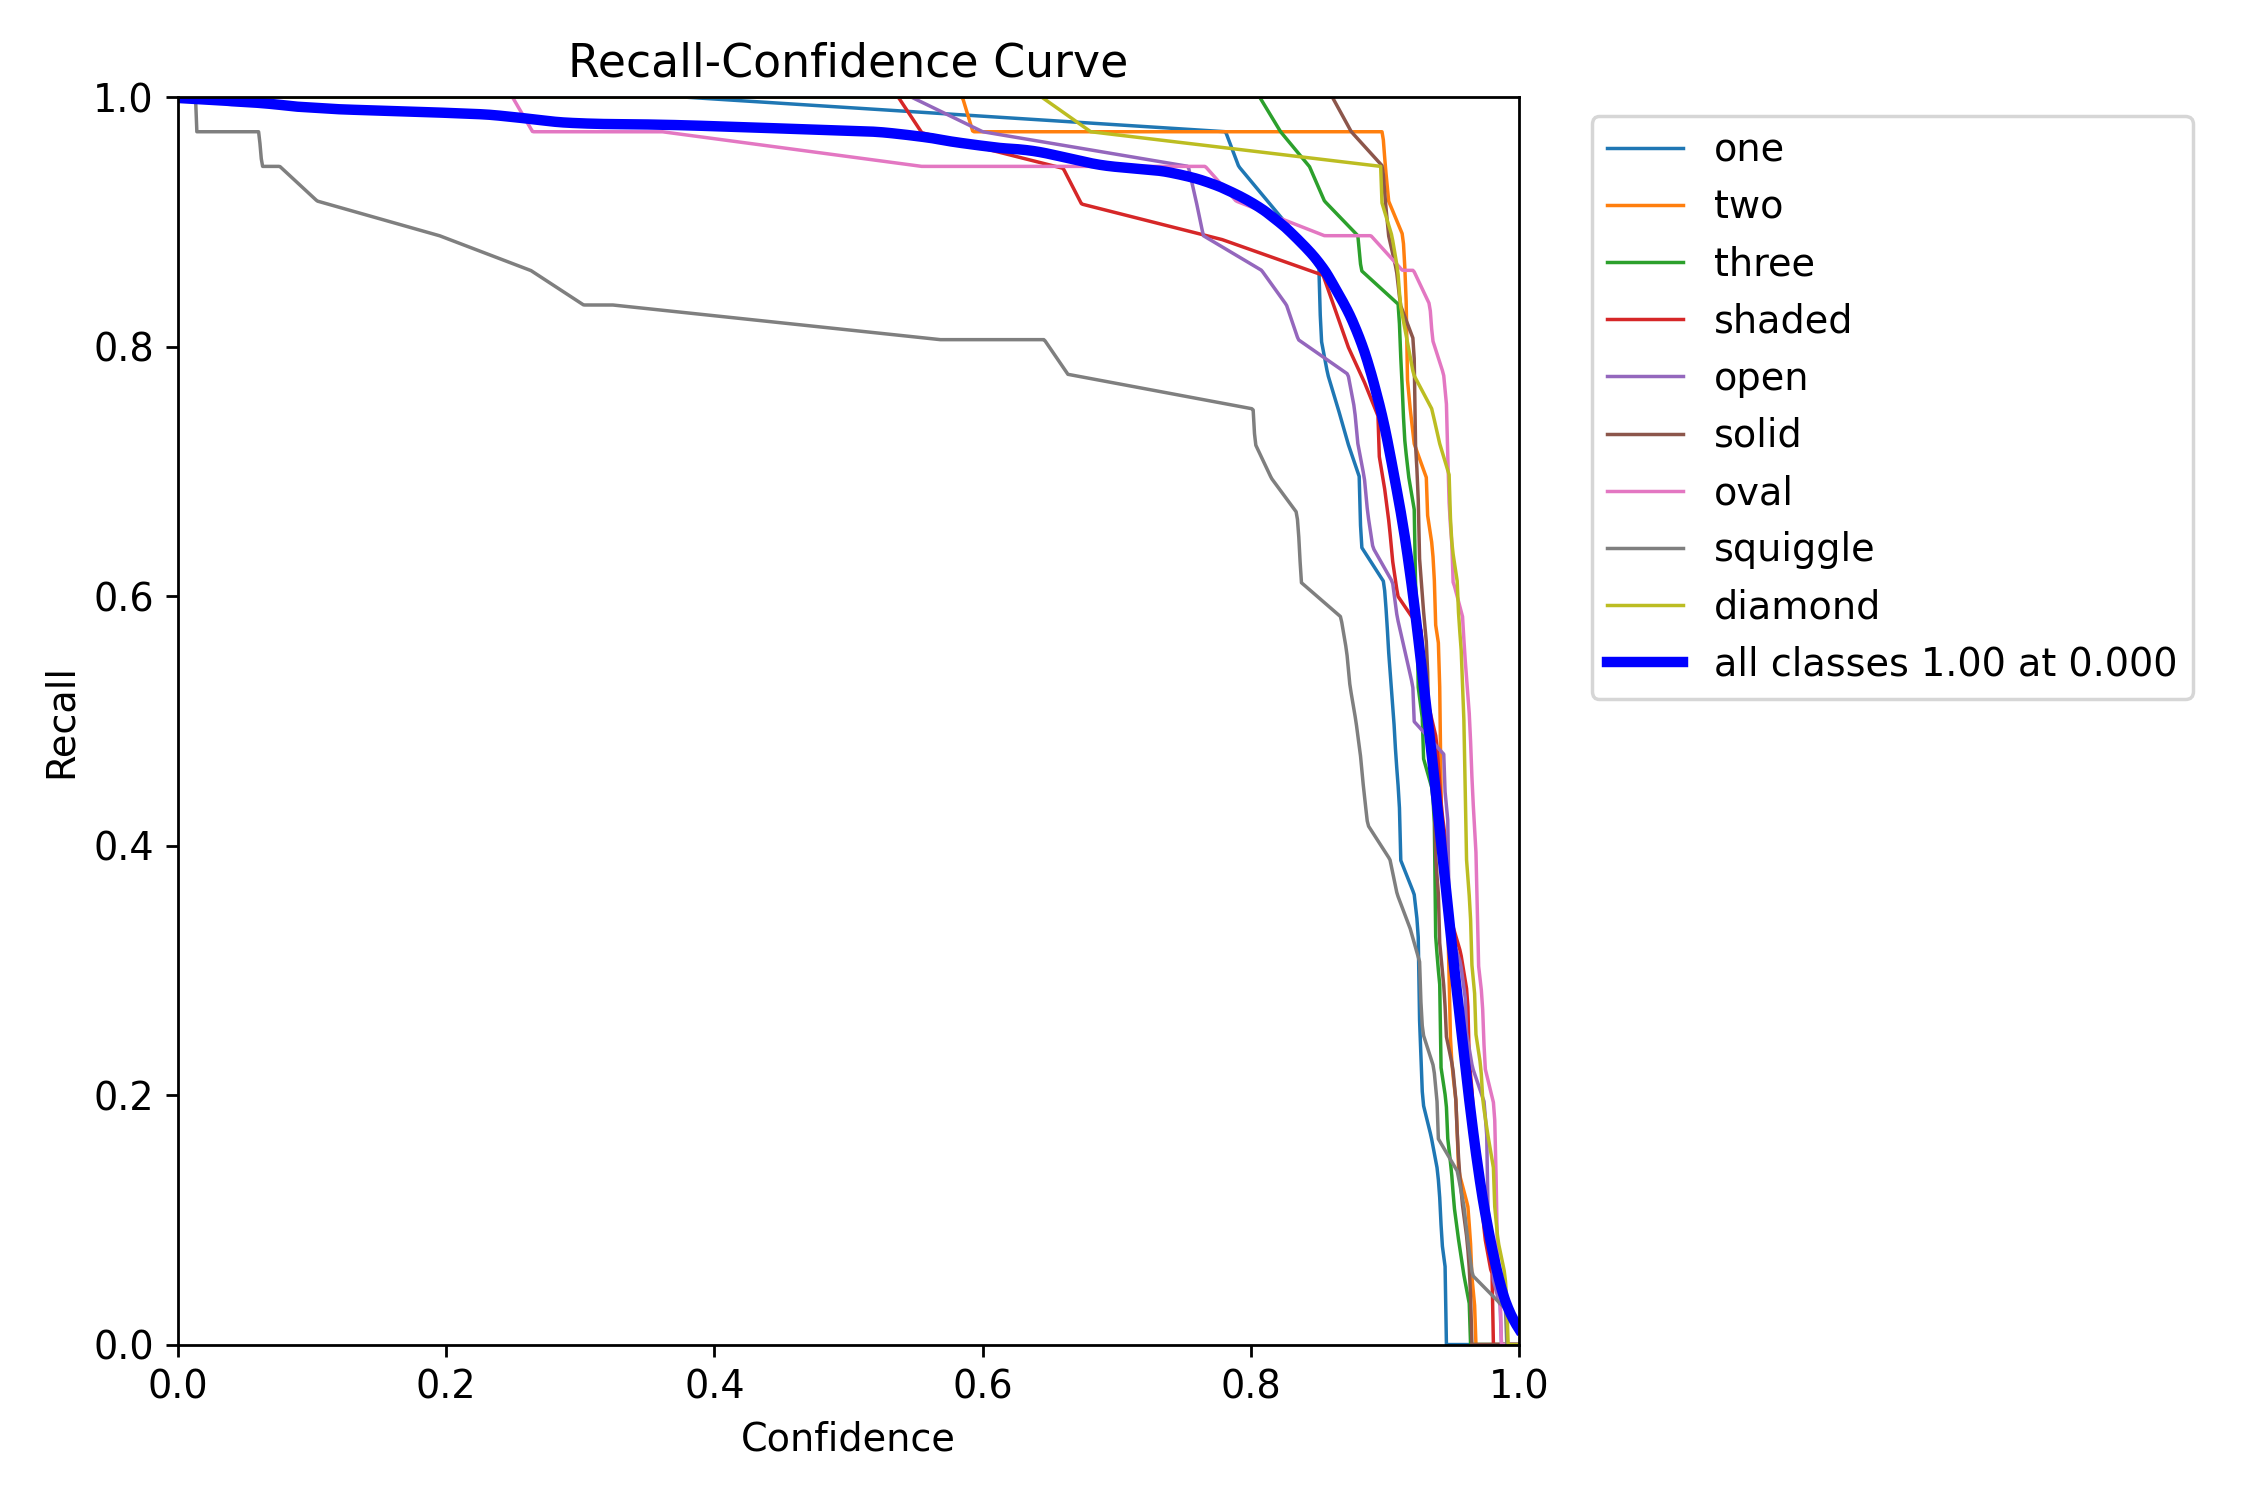 Recall-Confidence Curve
1.0
0.8
0.6
0.4
0.2
0.0
Recall
0.0 0.2 0.4 0.6 0.8 1.0
Confidence
one
two
three
shaded
open
solid
oval
squiggle
diamond
all classes 1.00 at 0.000